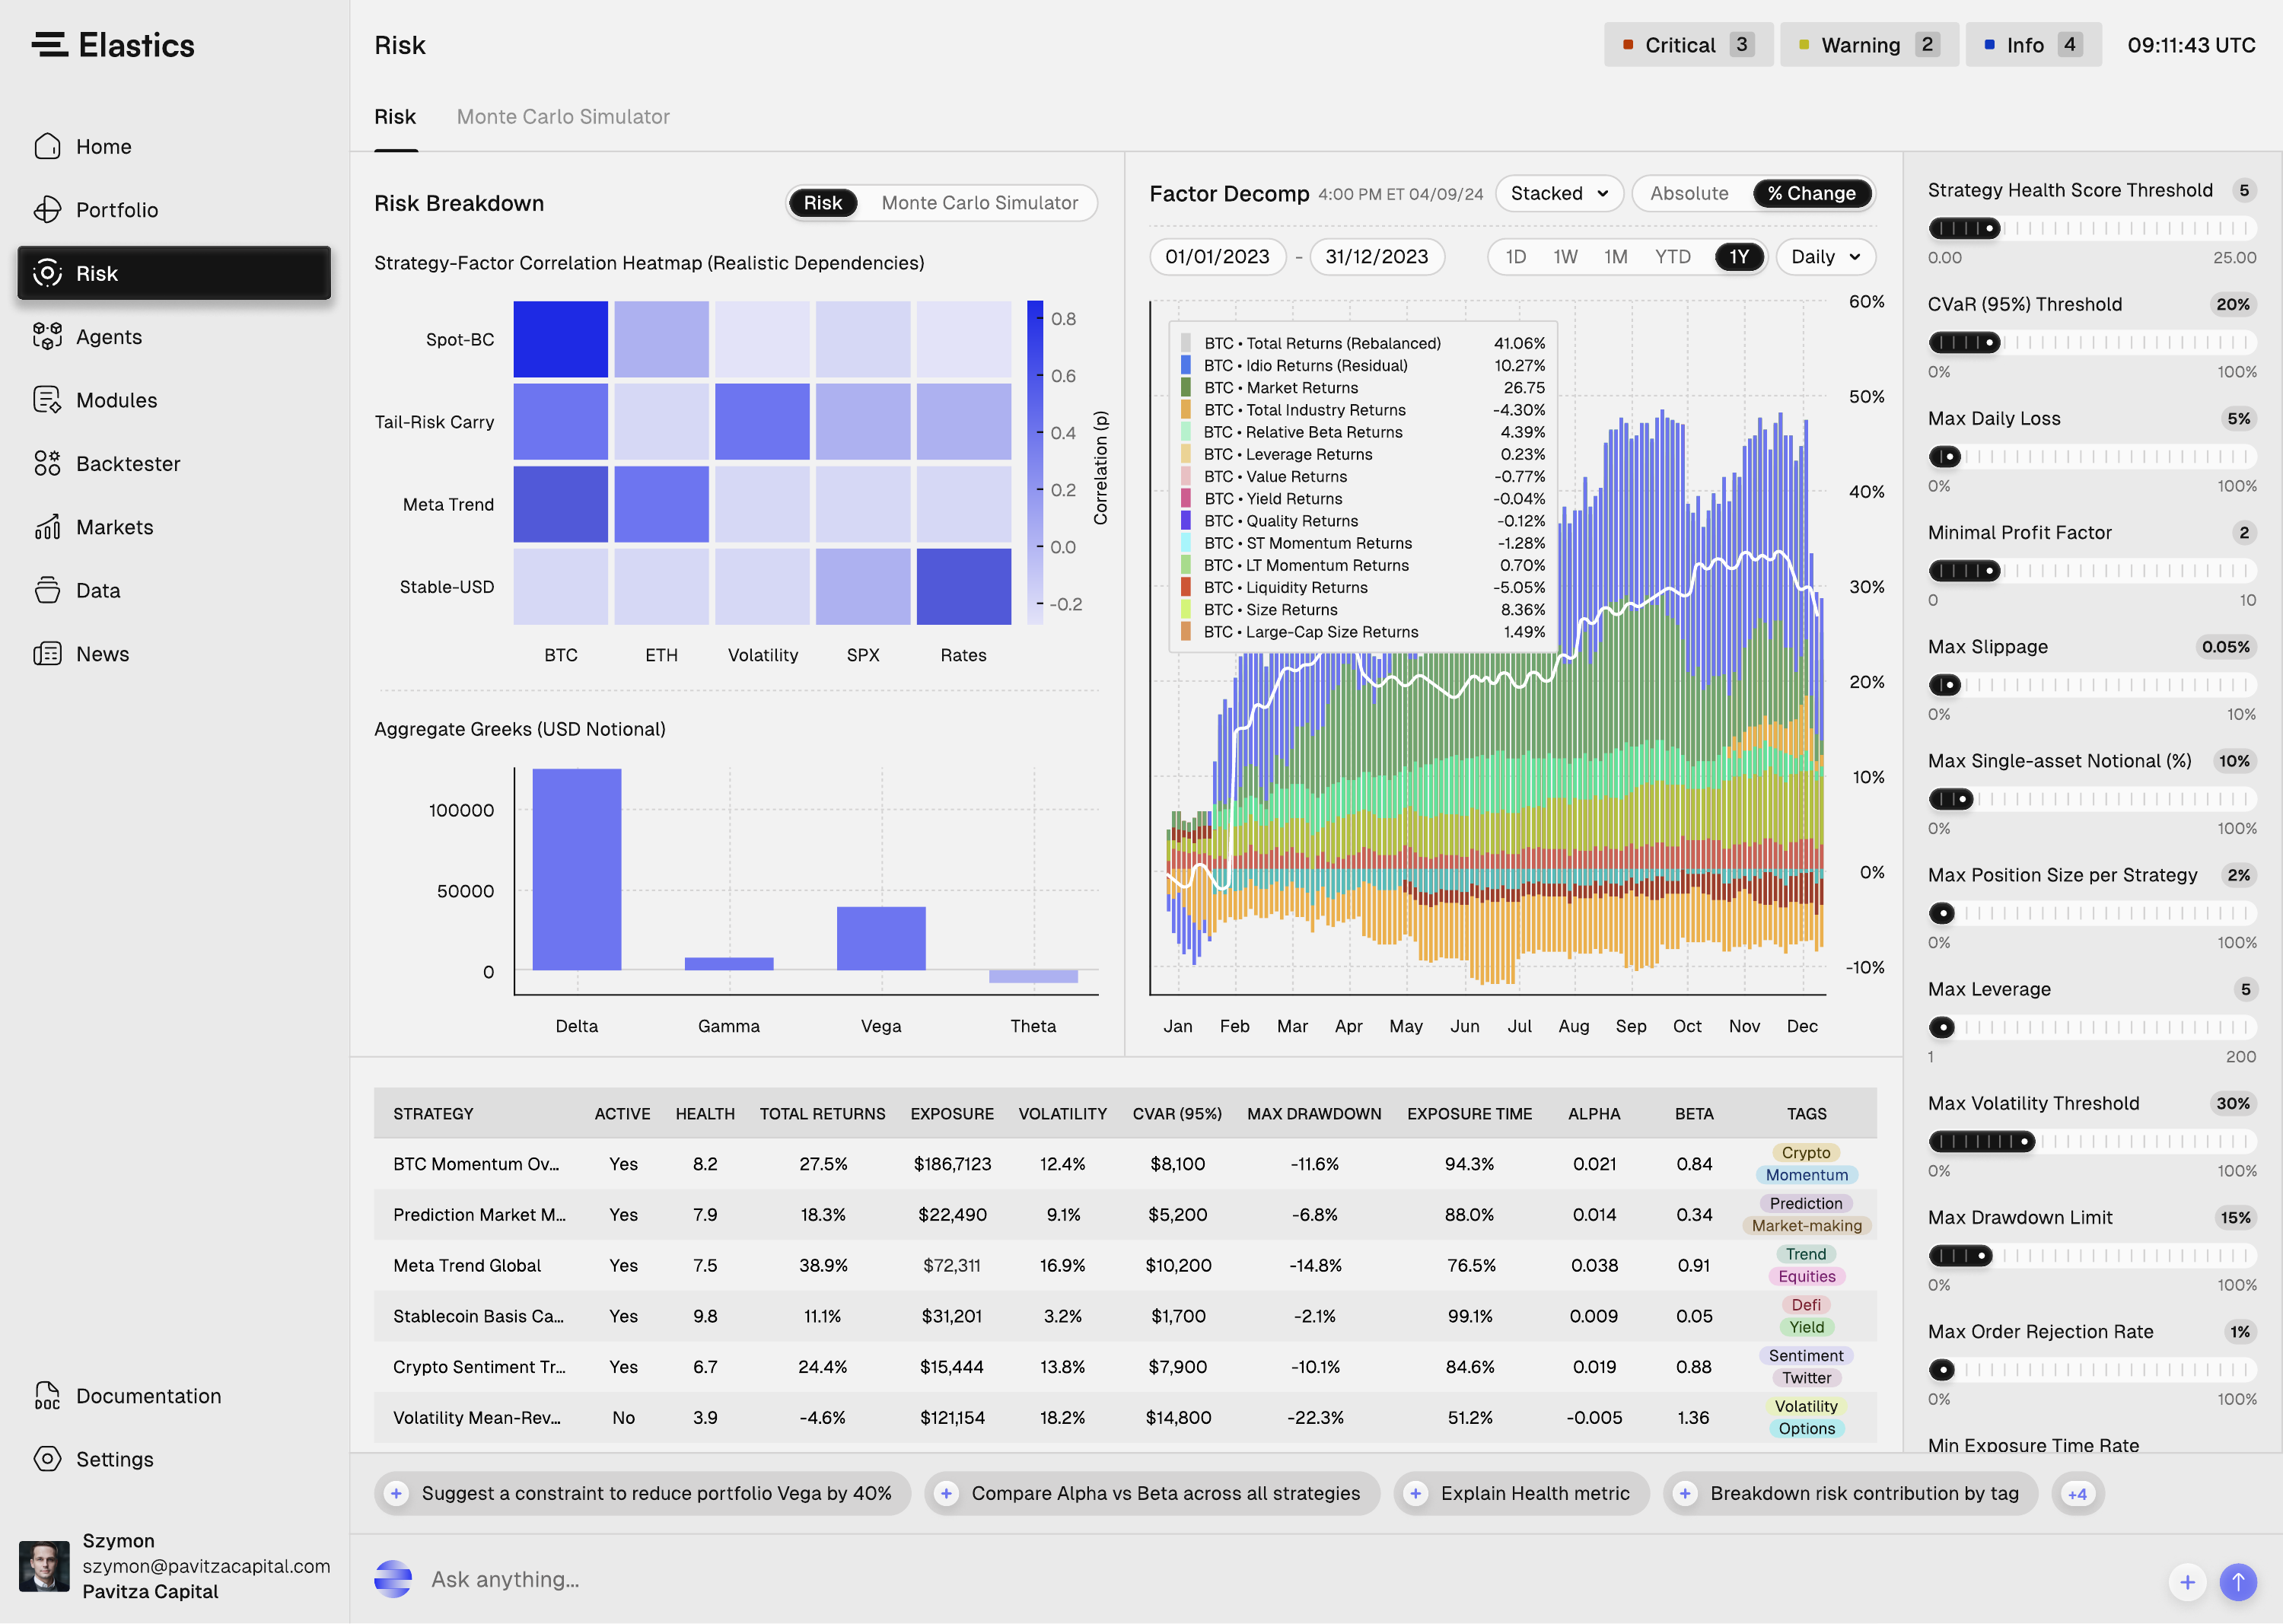 Elastics
Home
Portfolio
Risk
Agents
Modules
Backtester
Markets
Data
News
DOC
Documentation
Settings
Szymon
szymon@pavitzacapital.com
Pavitza Capital
Risk
Critical 3
Warning 2
Info 4
09:11:43 UTC
Risk
Monte Carlo Simulator
Risk Breakdown
Risk
Monte Carlo Simulator
Strategy-Factor Correlation Heatmap (Realistic Dependencies)
Spot-BC
Tail-Risk Carry
Meta Trend
Stable-USD
BTC
ETH
Volatility
SPX
Rates
0.8
0.6
0.4
0.2
0.0
-0.2
Correlation (p)
Aggregate Greeks (USD Notional)
100000
50000
0
Delta
Gamma
Vega
Theta
Factor Decomp
4:00 PM ET 04/09/24
Stacked
Absolute
% Change
01/01/2023 - 31/12/2023
1D
1W
1M
YTD
1Y
Daily
BTC • Total Returns (Rebalanced) 41.06%
BTC • Idio Returns (Residual) 10.27%
BTC • Market Returns 26.75
BTC • Total Industry Returns -4.30%
BTC • Relative Beta Returns 4.39%
BTC • Leverage Returns 0.23%
BTC • Value Returns -0.77%
BTC • Yield Returns -0.04%
BTC • Quality Returns -0.12%
BTC • ST Momentum Returns -1.28%
BTC • LT Momentum Returns 0.70%
BTC • Liquidity Returns -5.05%
BTC • Size Returns 8.36%
BTC • Large-Cap Size Returns 1.49%
60%
50%
40%
30%
20%
10%
0%
-10%
Jan
Feb
Mar
Apr
May
Jun
Jul
Aug
Sep
Oct
Nov
Dec
Strategy Health Score Threshold 5
0.00 25.00
CVaR (95%) Threshold 20%
0% 100%
Max Daily Loss 5%
0% 100%
Minimal Profit Factor 2
0 10
Max Slippage 0.05%
0% 10%
Max Single-asset Notional (%) 10%
0% 100%
Max Position Size per Strategy 2%
0% 100%
Max Leverage 5
1 200
Max Volatility Threshold 30%
0% 100%
Max Drawdown Limit 15%
0% 100%
Max Order Rejection Rate 1%
0% 100%
Min Exposure Time Rate
STRATEGY ACTIVE HEALTH TOTAL RETURNS EXPOSURE VOLATILITY CVAR (95%) MAX DRAWDOWN EXPOSURE TIME ALPHA BETA TAGS
BTC Momentum Ov... Yes 8.2 27.5% $186,7123 12.4% $8,100 -11.6% 94.3% 0.021 0.84 Crypto Momentum
Prediction Market M... Yes 7.9 18.3% $22,490 9.1% $5,200 -6.8% 88.0% 0.014 0.34 Prediction Market-making
Meta Trend Global Yes 7.5 38.9% $72,311 16.9% $10,200 -14.8% 76.5% 0.038 0.91 Trend Equities
Stablecoin Basis Ca... Yes 9.8 11.1% $31,201 3.2% $1,700 -2.1% 99.1% 0.009 0.05 Defi Yield
Crypto Sentiment Tr... Yes 6.7 24.4% $15,444 13.8% $7,900 -10.1% 84.6% 0.019 0.88 Sentiment Twitter
Volatility Mean-Rev... No 3.9 -4.6% $121,154 18.2% $14,800 -22.3% 51.2% -0.005 1.36 Volatility Options
Suggest a constraint to reduce portfolio Vega by 40%
Compare Alpha vs Beta across all strategies
Explain Health metric
Breakdown risk contribution by tag
+4
Ask anything...